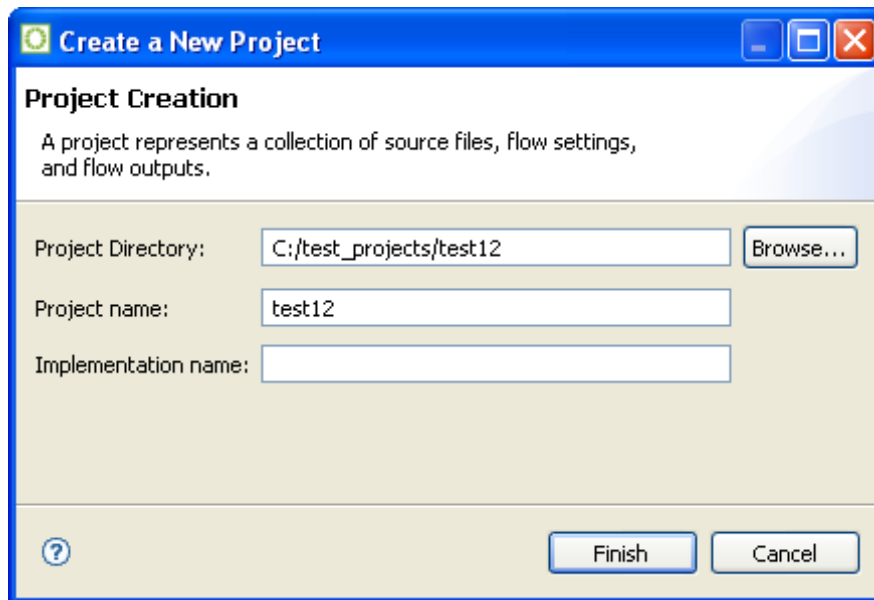 Create a New Project
Project Creation
A project represents a collection of source files, flow settings,
and flow outputs.
Project Directory: C:/test_projects/test12 Browse...
Project name: test12
Implementation name:
? Finish Cancel